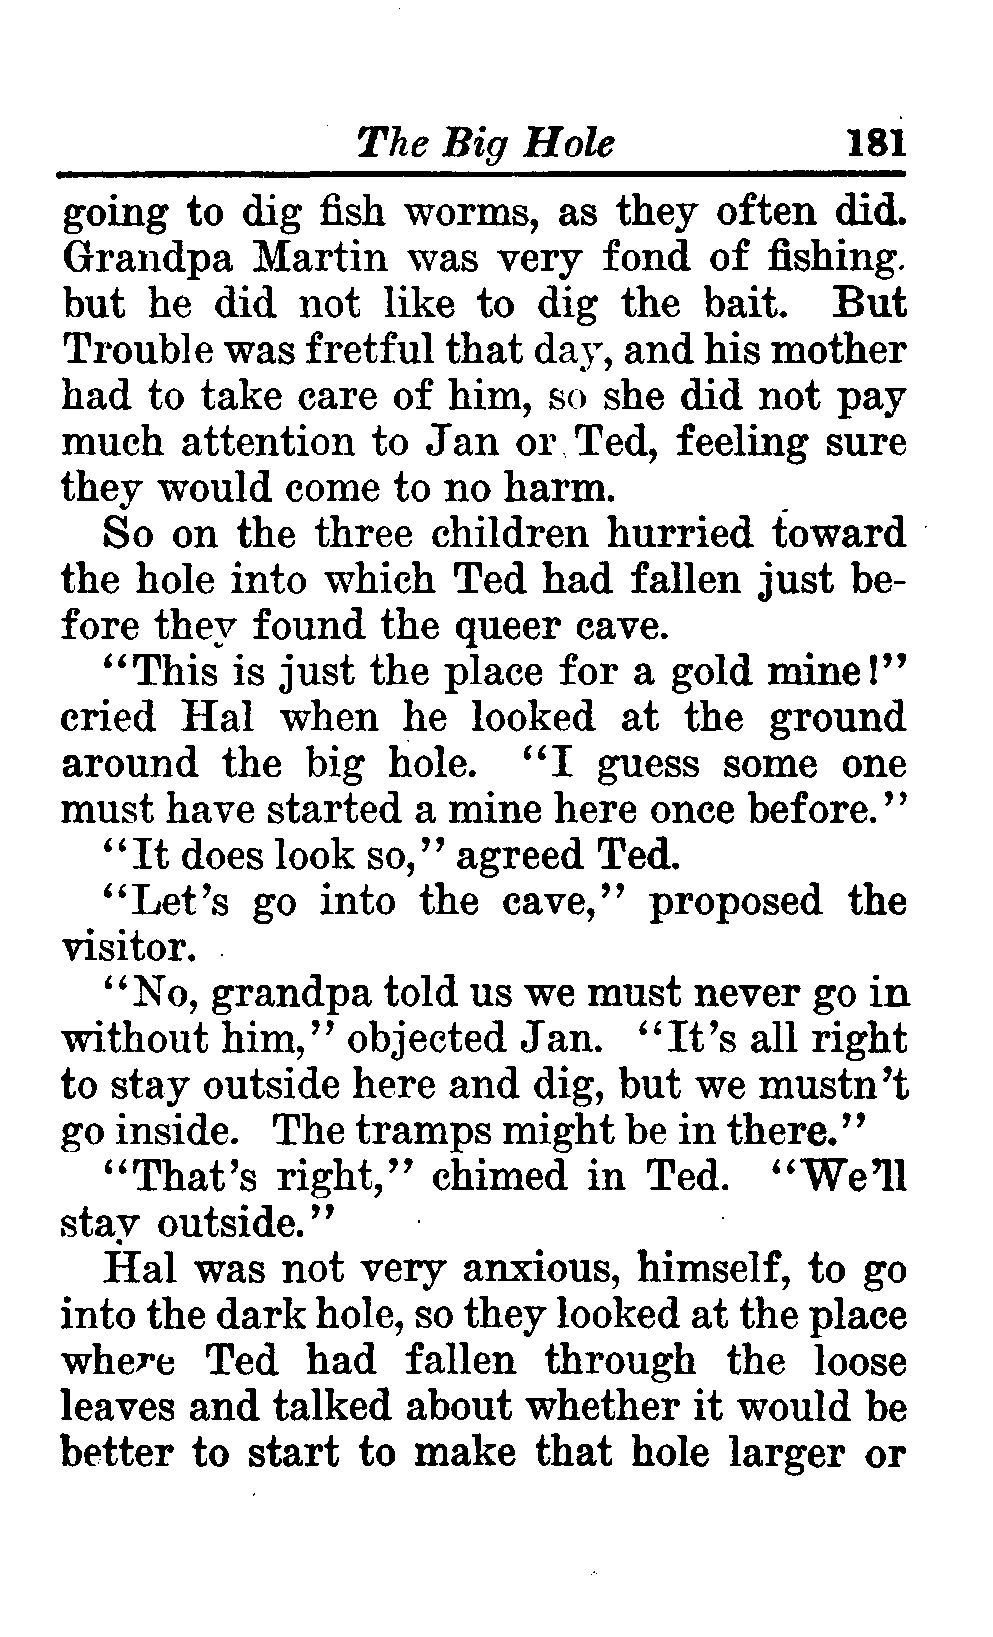 The Big Hole 181
going to dig fish worms, as they often did.
Grandpa Martin was very fond of fishing.
but he did not like to dig the bait. But
Trouble was fretful that day, and his mother
had to take care of him, so she did not pay
much attention to Jan or Ted, feeling sure
they would come to no harm.
So on the three children hurried toward
the hole into which Ted had fallen just be-
fore they found the queer cave.
"This is just the place for a gold mine!"
cried Hal when he looked at the ground
around the big hole. "I guess some one
must have started a mine here once before."
"It does look so," agreed Ted.
"Let's go into the cave," proposed the
visitor.
"No, grandpa told us we must never go in
without him," objected Jan. "It's all right
to stay outside here and dig, but we mustn't
go inside. The tramps might be in there."
"That's right," chimed in Ted. "We'll
stay outside."
Hal was not very anxious, himself, to go
into the dark hole, so they looked at the place
where Ted had fallen through the loose
leaves and talked about whether it would be
better to start to make that hole larger or